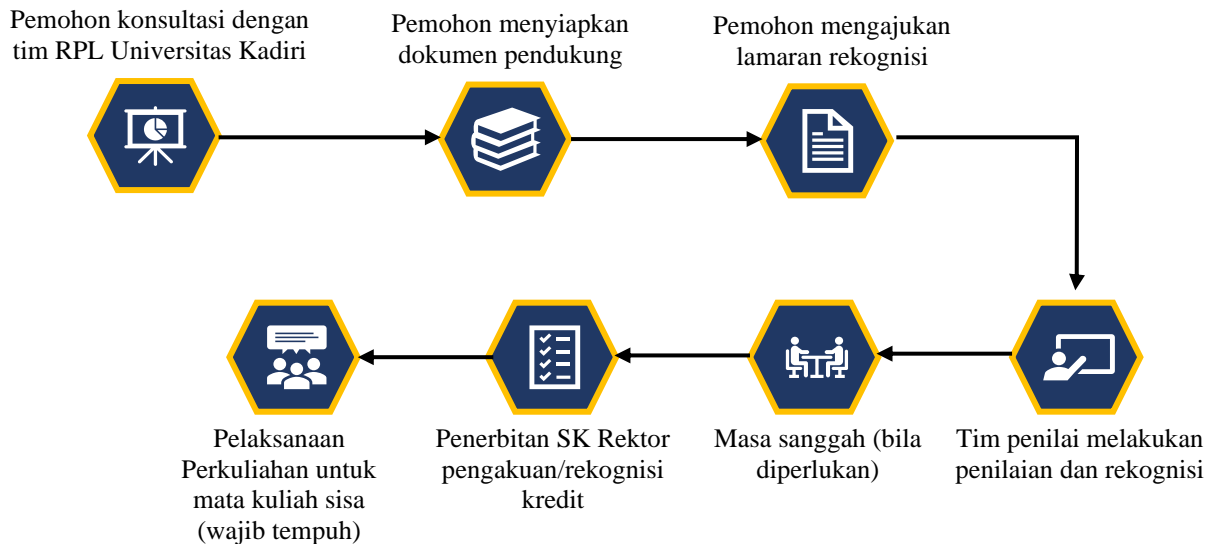 Pemohon konsultasi dengan
tim RPL Universitas Kadiri
Pemohon menyiapkan
dokumen pendukung
Pemohon mengajukan
lamaran rekognisi
Tim penilai melakukan
penilaian dan rekognisi
Masa sanggah (bila
diperlukan)
Penerbitan SK Rektor
pengakuan/rekognisi
kredit
Pelaksanaan
Perkuliahan untuk
mata kuliah sisa
(wajib tempuh)